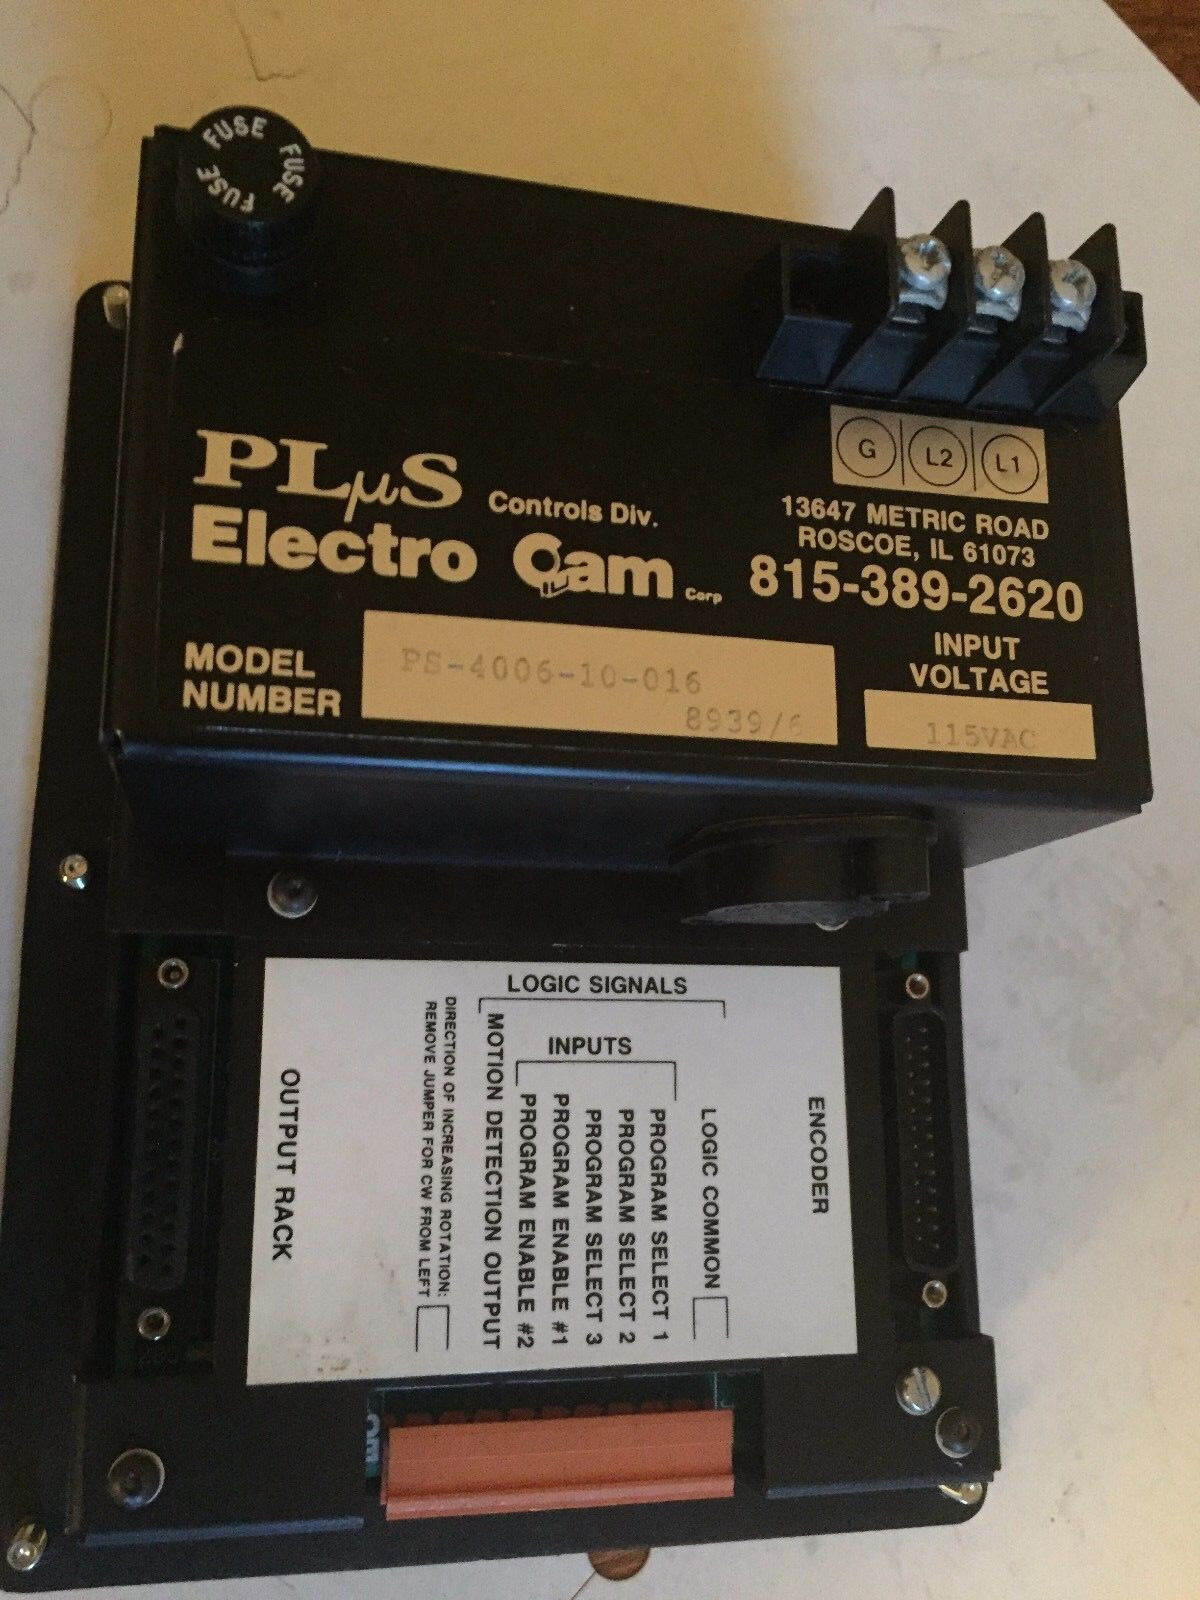 FUSE FUSE FUSE
G L2 L1
PLμS Controls Div.
Electro Cam Corp
13647 METRIC ROAD
ROSCOE, IL 61073
815-389-2620
MODEL
NUMBER
PS-4006-10-016
8939/6
INPUT
VOLTAGE
115VAC
ENCODER
LOGIC SIGNALS
LOGIC COMMON
INPUTS
PROGRAM SELECT 1
PROGRAM SELECT 2
PROGRAM SELECT 3
PROGRAM ENABLE #1
PROGRAM ENABLE #2
MOTION DETECTION OUTPUT
DIRECTION OF INCREASING ROTATION:
REMOVE JUMPER FOR CW FROM LEFT
OUTPUT RACK